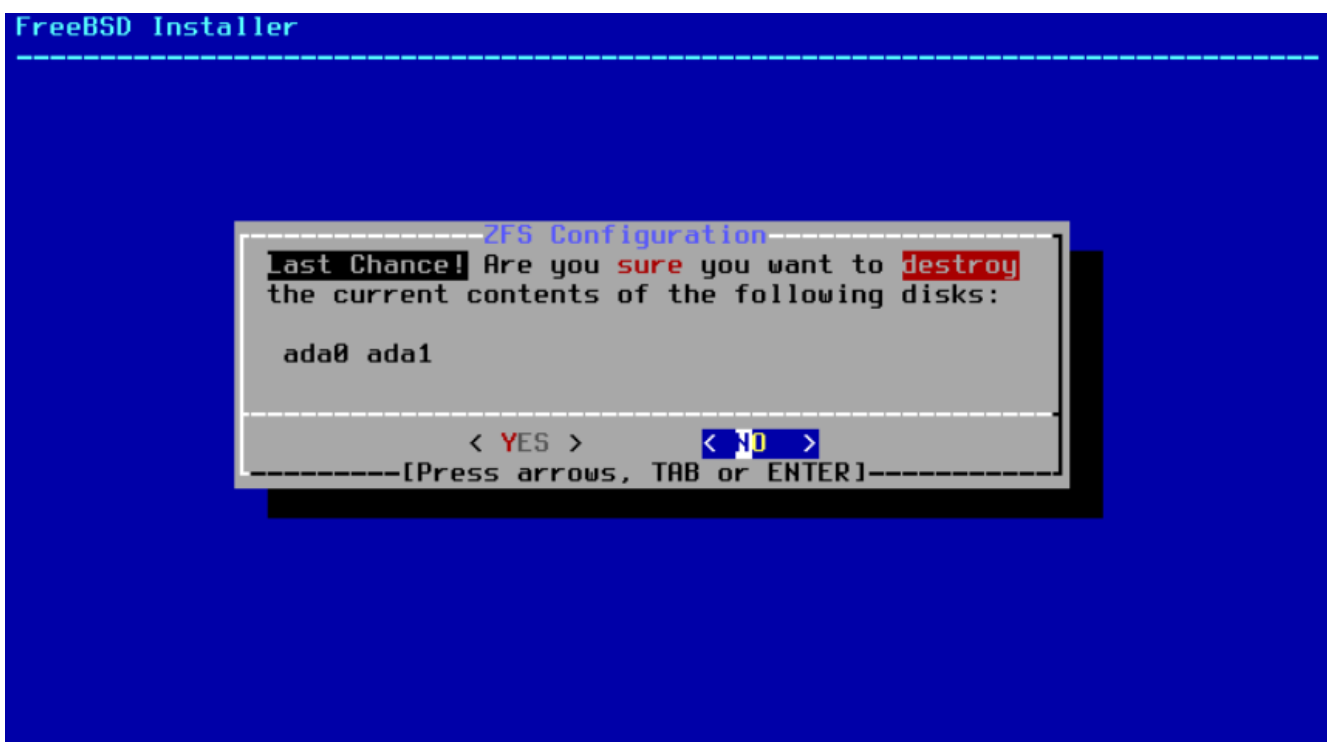 FreeBSD Installer
ZFS Configuration
Last Chance! Are you sure you want to destroy
the current contents of the following disks:
ada0 ada1
< YES > < NO >
[Press arrows, TAB or ENTER]